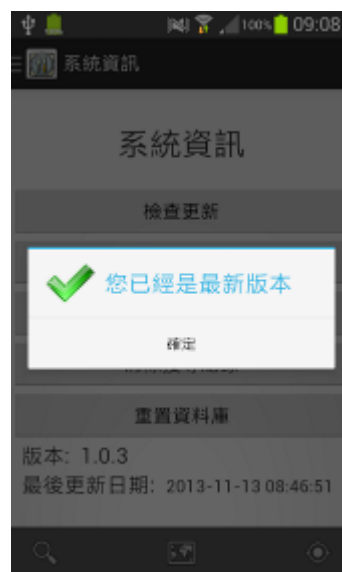 100% 09:08
系統資訊
系統資訊
檢查更新
您已經是最新版本
確定
重置資料庫
版本: 1.0.3
最後更新日期: 2013-11-13 08:46:51